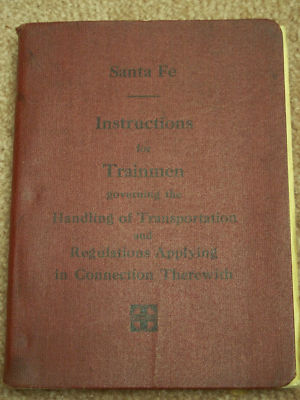 Santa Fe
Instructions
for
Trainmen
governing the
Handling of Transportation
and
Regulations Applying
in Connection Therewith